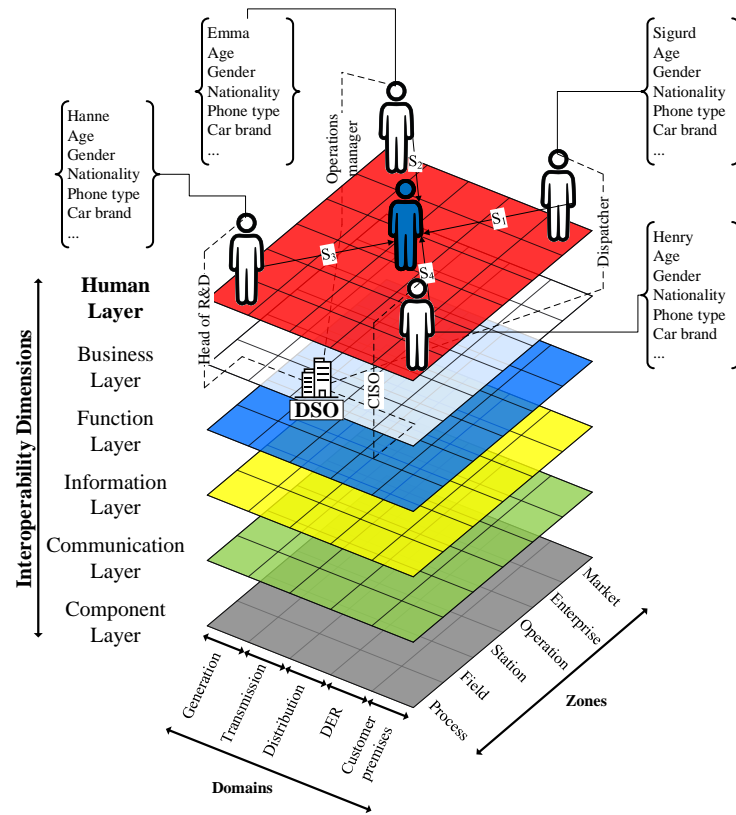 Emma
Age
Gender
Nationality
Phone type
Car brand
...
Sigurd
Age
Gender
Nationality
Phone type
Car brand
...
Hanne
Age
Gender
Nationality
Phone type
Car brand
...
Henry
Age
Gender
Nationality
Phone type
Car brand
...
Operations
manager
Dispatcher
Head of R&D
CISO
S2
S1
S3
S4
DSO
Interoperability Dimensions
Human
Layer
Business
Layer
Function
Layer
Information
Layer
Communication
Layer
Component
Layer
Generation
Transmission
Distribution
DER
Customer
premises
Domains
Process
Field
Station
Operation
Enterprise
Market
Zones